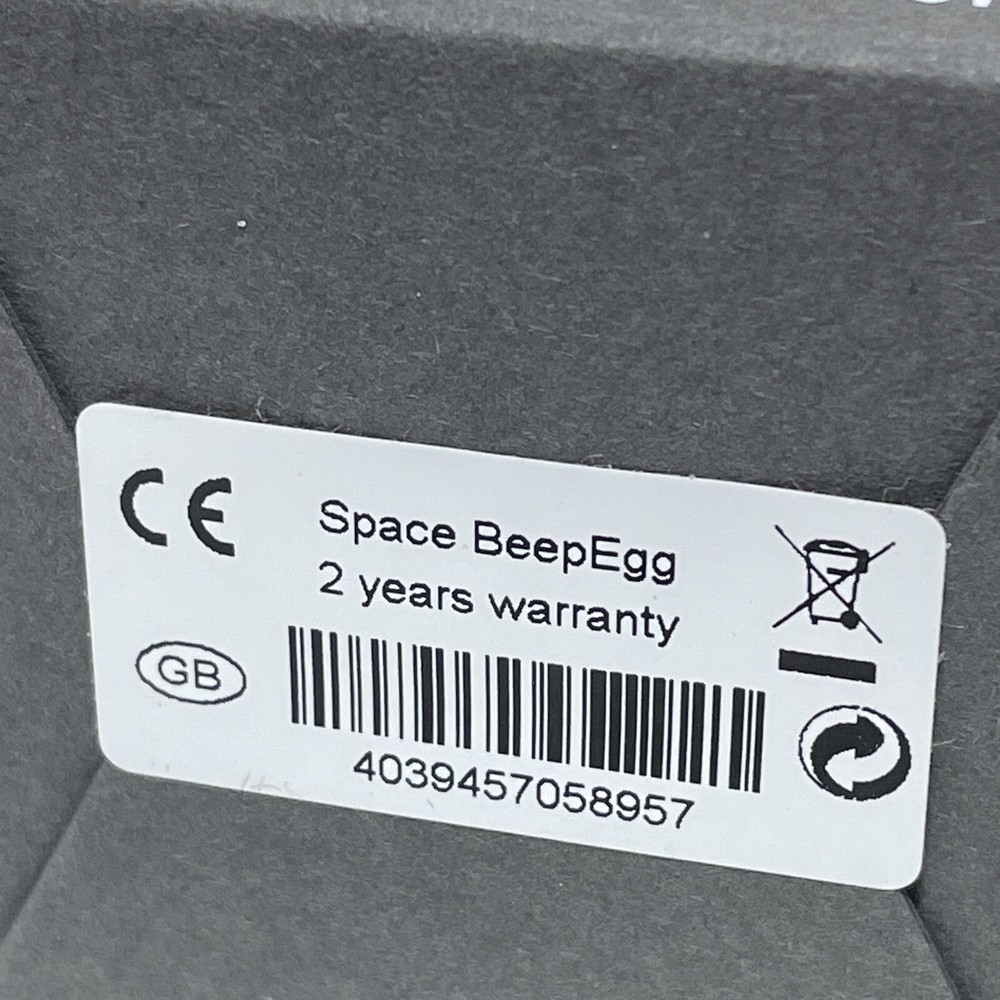 CE
Space BeepEgg
2 years warranty
GB
4039457058957